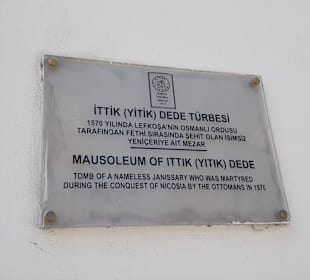 İTTİK (YİTİK) DEDE TÜRBESİ
1570 YILINDA LEFKOŞA'NIN OSMANLI ORDUSU
TARAFINDAN FETHİ SIRASINDA ŞEHİT OLAN İSİMSİZ
YENİÇERİYE AİT MEZAR
MAUSOLEUM OF ITTIK (YITIK) DEDE
TOMB OF A NAMELESS JANISSARY WHO WAS MARTYRED
DURING THE CONQUEST OF NICOSIA BY THE OTTOMANS IN 1570